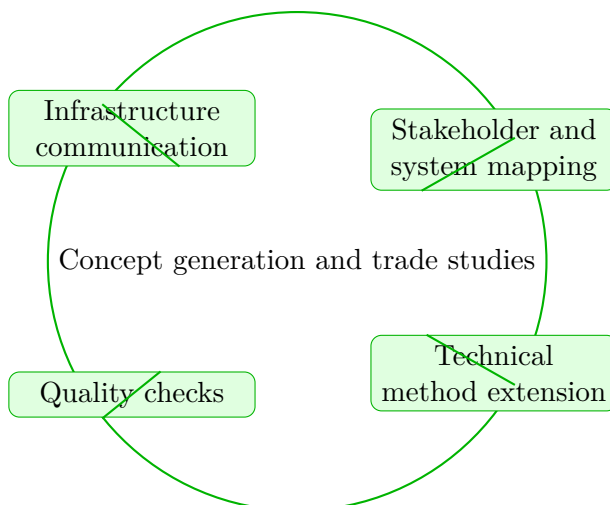 Infrastructure
communication
Stakeholder and
system mapping
Concept generation and trade studies
Technical
method extension
Quality checks